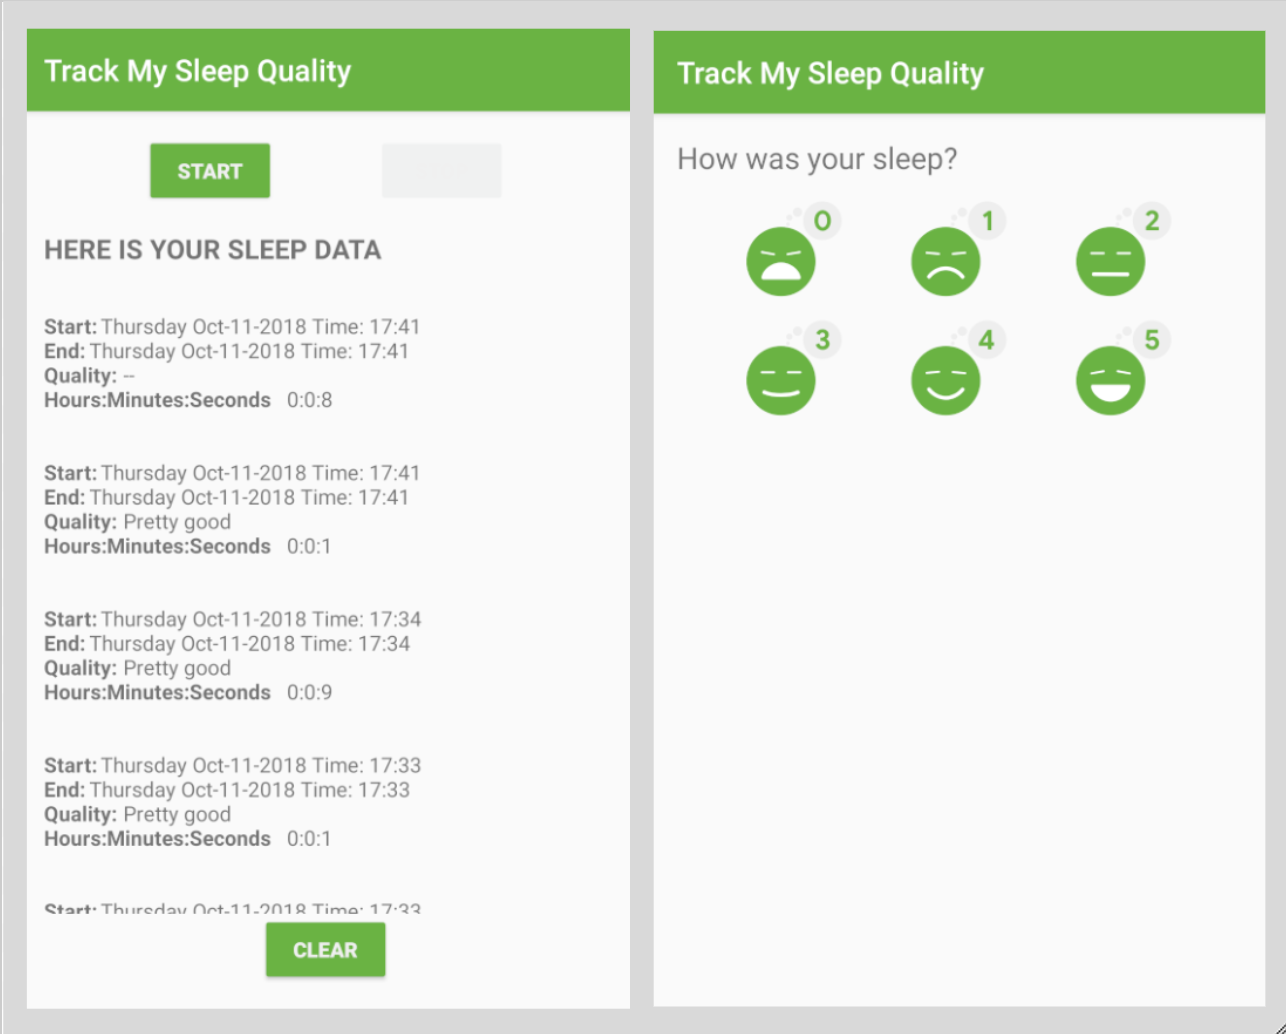 Track My Sleep Quality
START
HERE IS YOUR SLEEP DATA
Start: Thursday Oct-11-2018 Time: 17:41
End: Thursday Oct-11-2018 Time: 17:41
Quality: --
Hours:Minutes:Seconds 0:0:8
Start: Thursday Oct-11-2018 Time: 17:41
End: Thursday Oct-11-2018 Time: 17:41
Quality: Pretty good
Hours:Minutes:Seconds 0:0:1
Start: Thursday Oct-11-2018 Time: 17:34
End: Thursday Oct-11-2018 Time: 17:34
Quality: Pretty good
Hours:Minutes:Seconds 0:0:9
Start: Thursday Oct-11-2018 Time: 17:33
End: Thursday Oct-11-2018 Time: 17:33
Quality: Pretty good
Hours:Minutes:Seconds 0:0:1
Start: Thursday Oct-11-2018 Time: 17:33
CLEAR
Track My Sleep Quality
How was your sleep?
0 1 2
3 4 5